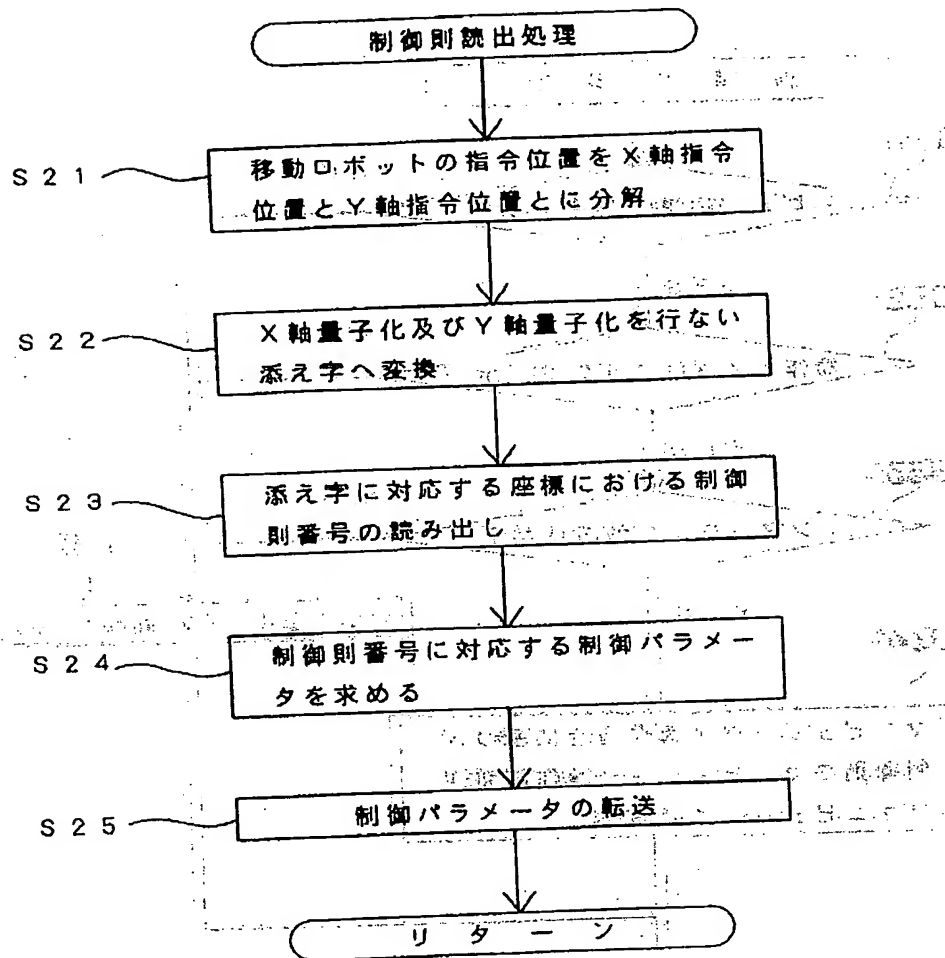 制御則読出処理
S21
移動ロボットの指令位置をX軸指令
位置とY軸指令位置とに分解
S22
X軸量子化及びY軸量子化を行ない
添え字へ変換
S23
添え字に対応する座標における制御
則番号の読み出し
S24
制御則番号に対応する制御パラメー
タを求める
S25
制御パラメータの転送
リターン